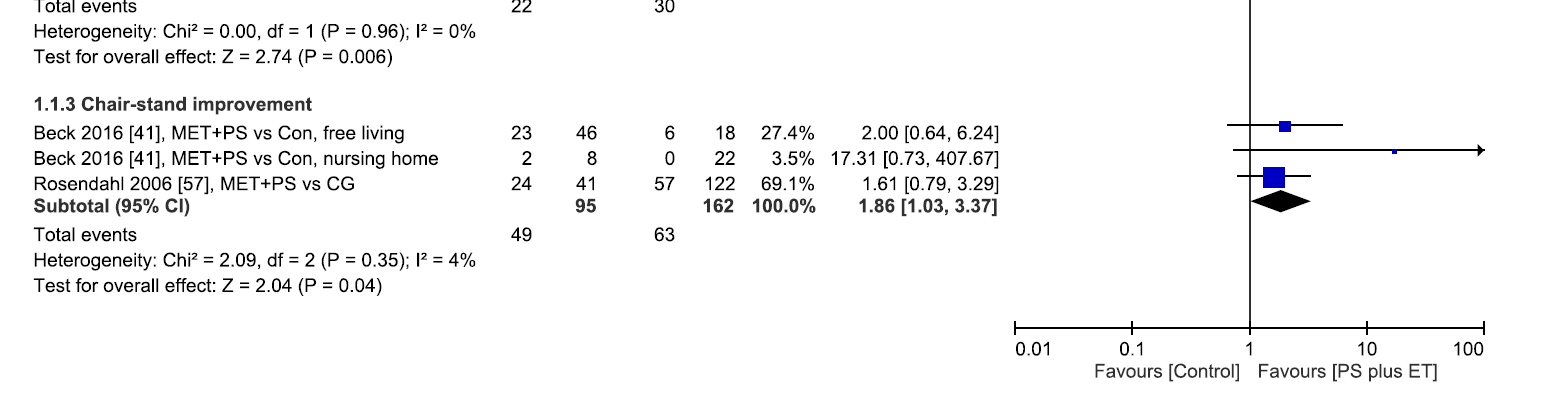 Total events 22 30
Heterogeneity: Chi² = 0.00, df = 1 (P = 0.96); I² = 0%
Test for overall effect: Z = 2.74 (P = 0.006)
1.1.3 Chair-stand improvement
Beck 2016 [41], MET+PS vs Con, free living 23 46 6 18 27.4% 2.00 [0.64, 6.24]
Beck 2016 [41], MET+PS vs Con, nursing home 2 8 0 22 3.5% 17.31 [0.73, 407.67]
Rosendahl 2006 [57], MET+PS vs CG 24 41 57 122 69.1% 1.61 [0.79, 3.29]
Subtotal (95% CI) 95 162 100.0% 1.86 [1.03, 3.37]
Total events 49 63
Heterogeneity: Chi² = 2.09, df = 2 (P = 0.35); I² = 4%
Test for overall effect: Z = 2.04 (P = 0.04)
0.01 0.1 1 10 100
Favours [Control] Favours [PS plus ET]